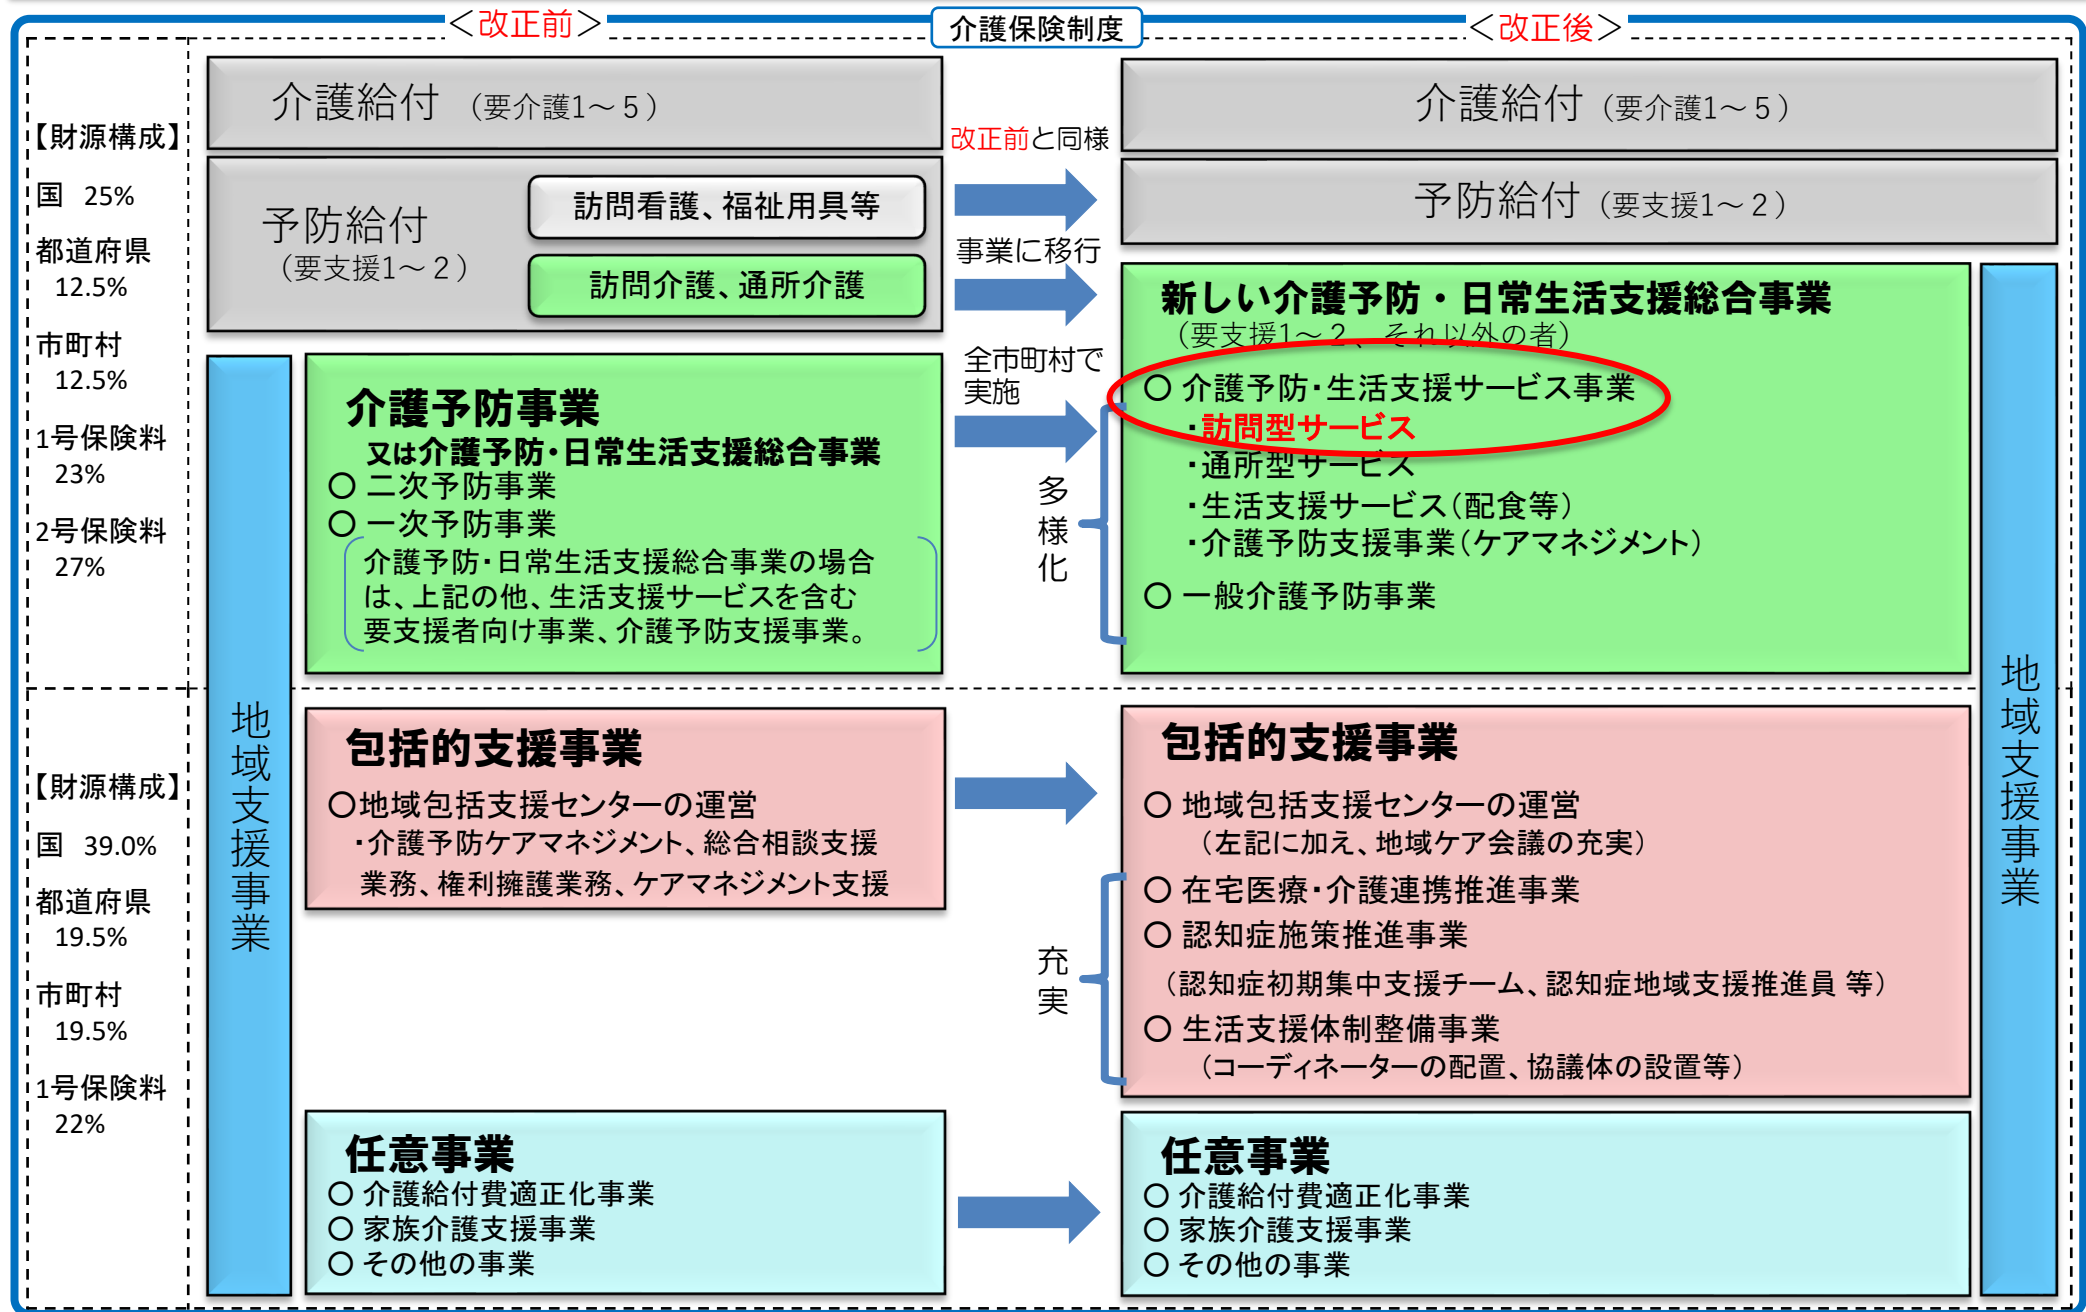 ＜改正前＞
介護保険制度
＜改正後＞
【財源構成】
国 25%
都道府県
12.5%
市町村
12.5%
1号保険料
23%
2号保険料
27%
介護給付 （要介護1～５）
予防給付
（要支援1～２）
訪問看護、福祉用具等
訪問介護、通所介護
改正前と同様
事業に移行
全市町村で
実施
多様化
介護給付 （要介護1～５）
予防給付 （要支援1～２）
介護予防事業
又は介護予防・日常生活支援総合事業
○ 二次予防事業
○ 一次予防事業
介護予防・日常生活支援総合事業の場合
は、上記の他、生活支援サービスを含む
要支援者向け事業、介護予防支援事業。
新しい介護予防・日常生活支援総合事業
（要支援1～２、それ以外の者）
○ 介護予防・生活支援サービス事業
・訪問型サービス
・通所型サービス
・生活支援サービス（配食等）
・介護予防支援事業（ケアマネジメント）
○ 一般介護予防事業
【財源構成】
国 39.0%
都道府県
19.5%
市町村
19.5%
1号保険料
22%
地域支援事業
包括的支援事業
○地域包括支援センターの運営
・介護予防ケアマネジメント、総合相談支援
業務、権利擁護業務、ケアマネジメント支援
充実
包括的支援事業
○ 地域包括支援センターの運営
（左記に加え、地域ケア会議の充実）
○ 在宅医療・介護連携推進事業
○ 認知症施策推進事業
（認知症初期集中支援チーム、認知症地域支援推進員 等）
○ 生活支援体制整備事業
（コーディネーターの配置、協議体の設置等）
地域支援事業
任意事業
○ 介護給付費適正化事業
○ 家族介護支援事業
○ その他の事業
任意事業
○ 介護給付費適正化事業
○ 家族介護支援事業
○ その他の事業